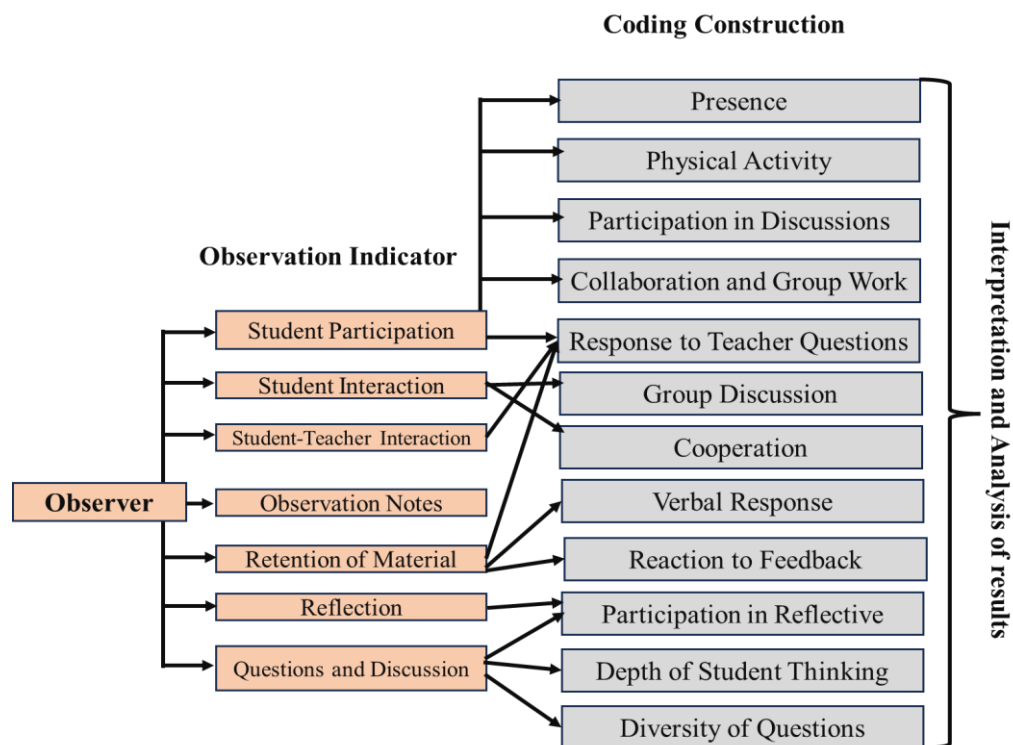 Coding Construction
Presence
Physical Activity
Participation in Discussions
Observation Indicator
Collaboration and Group Work
Student Participation
Response to Teacher Questions
Student Interaction
Group Discussion
Student-Teacher Interaction
Cooperation
Observer
Observation Notes
Verbal Response
Retention of Material
Reaction to Feedback
Reflection
Participation in Reflective
Questions and Discussion
Depth of Student Thinking
Diversity of Questions
Interpretation and Analysis of results